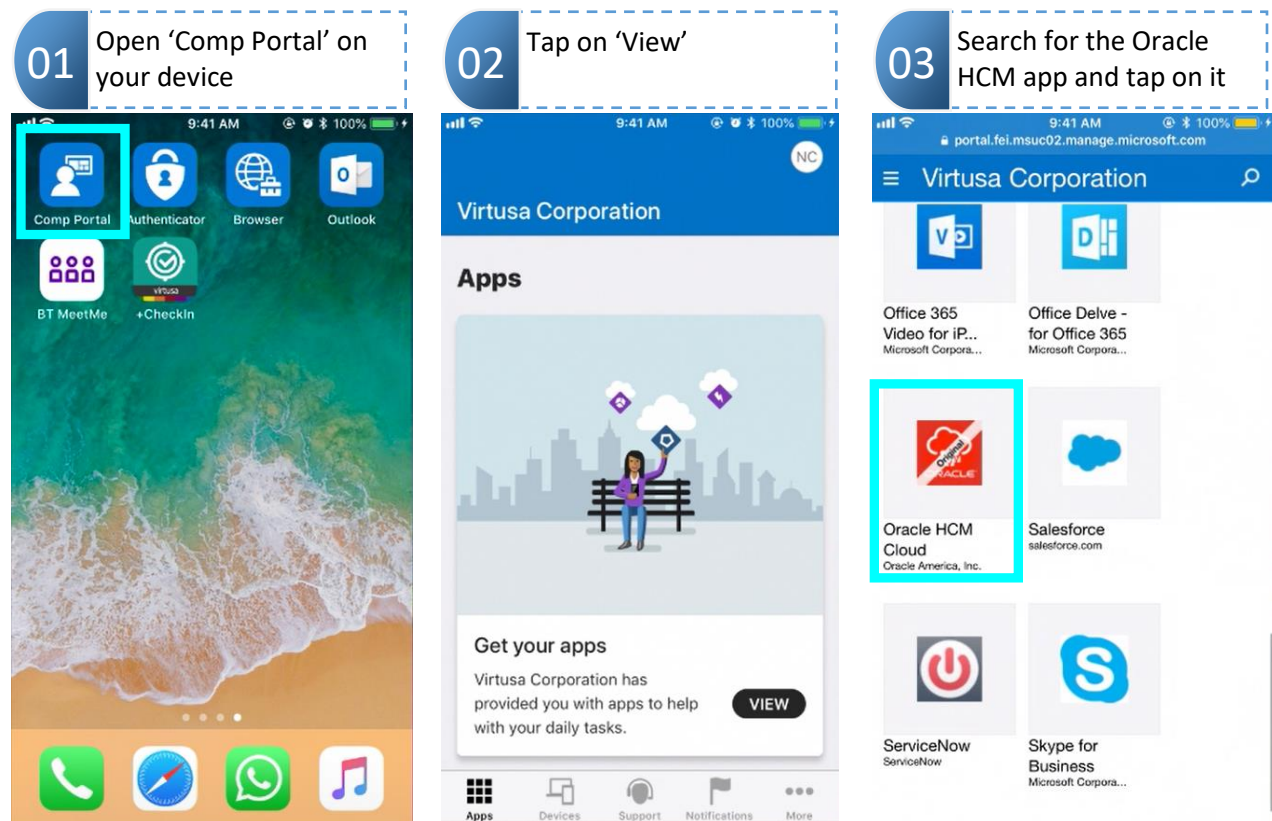 01
Open ‘Comp Portal’ on
your device
9:41 AM
100%
Comp Portal
Authenticator
Browser
Outlook
virtusa
BT MeetMe
+CheckIn
02
Tap on ‘View’
9:41 AM
100%
NC
Virtusa Corporation
Apps
Get your apps
Virtusa Corporation has
provided you with apps to help
with your daily tasks.
VIEW
Apps
Devices
Support
Notifications
More
03
Search for the Oracle
HCM app and tap on it
9:41 AM
100%
portal.fei.msuc02.manage.microsoft.com
Virtusa Corporation
Office 365
Video for iP...
Microsoft Corpora...
Office Delve -
for Office 365
Microsoft Corpora...
Original
Oracle HCM
Cloud
Oracle America, Inc.
Salesforce
salesforce.com
ServiceNow
ServiceNow
Skype for
Business
Microsoft Corpora...